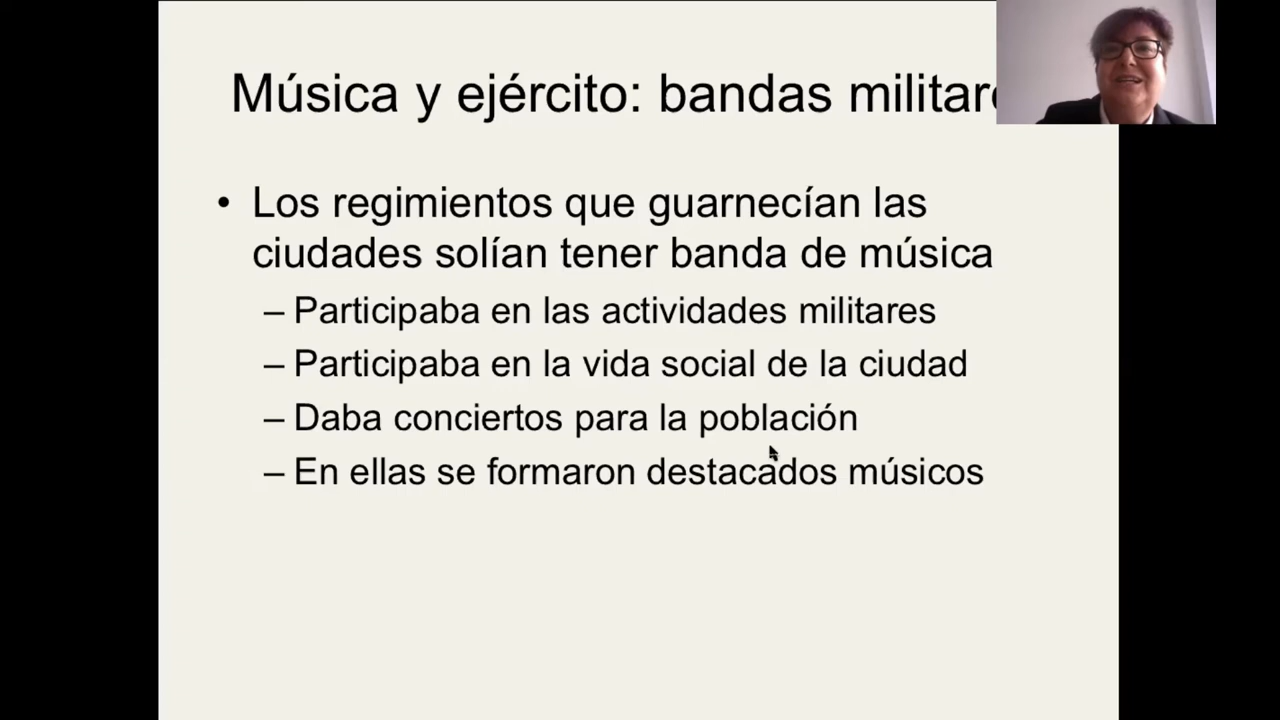 Música y ejército: bandas militar
• Los regimientos que guarnecían las
ciudades solían tener banda de música
– Participaba en las actividades militares
– Participaba en la vida social de la ciudad
– Daba conciertos para la población
– En ellas se formaron destacados músicos